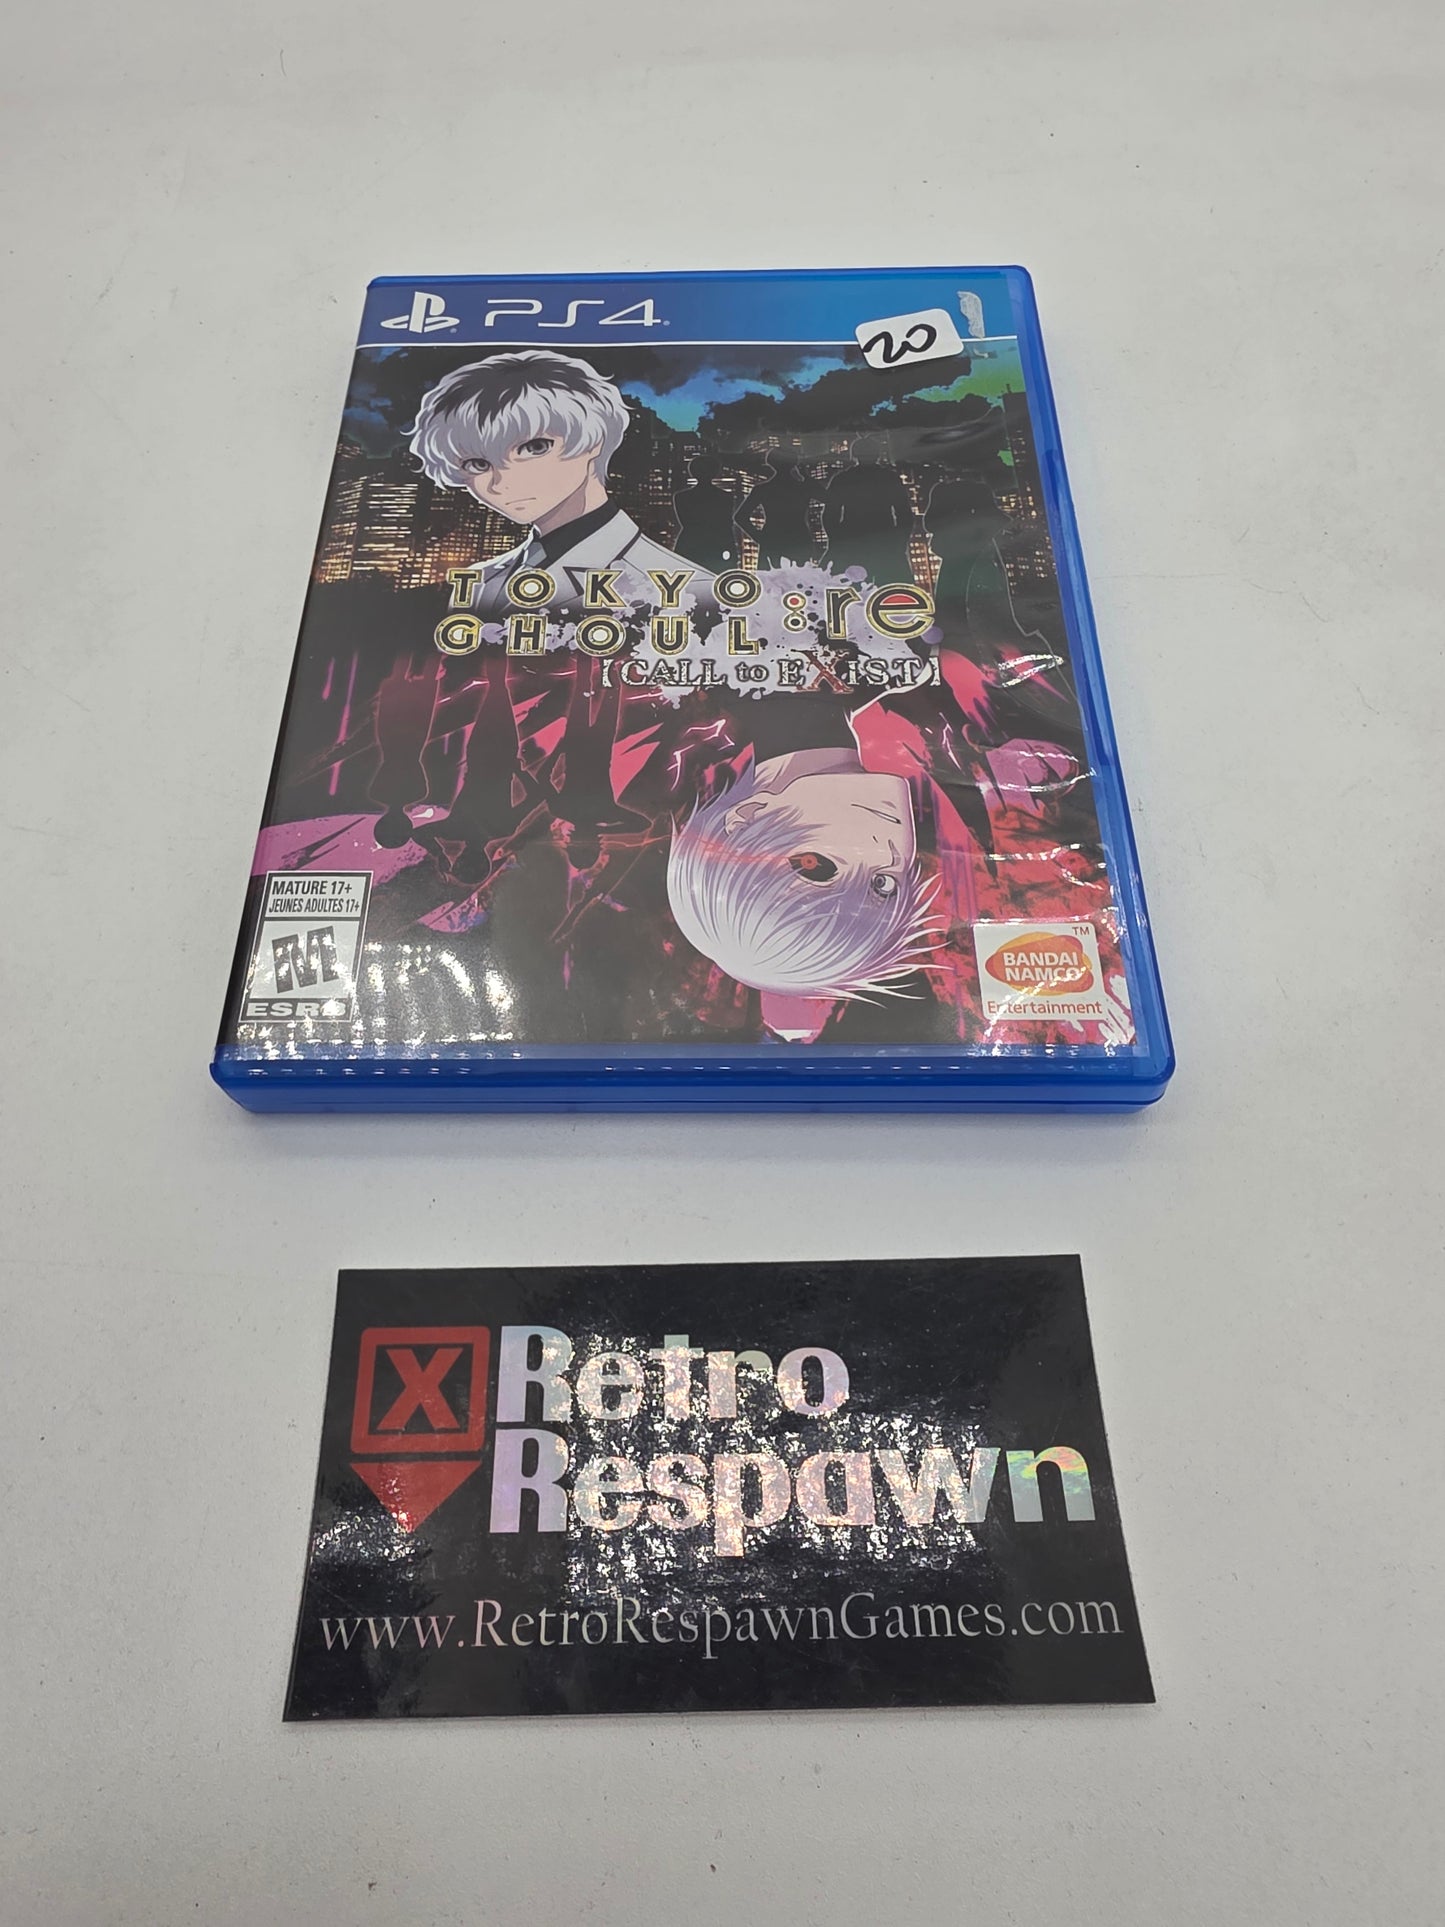 PS4
20
TOKYO
GHOUL:re
【CALL to EXIST】
MATURE 17+
JEUNES ADULTES 17+
M
ESRB
BANDAI
NAMCO
TM
Entertainment
X Retro
Respawn
www.RetroRespawnGames.com